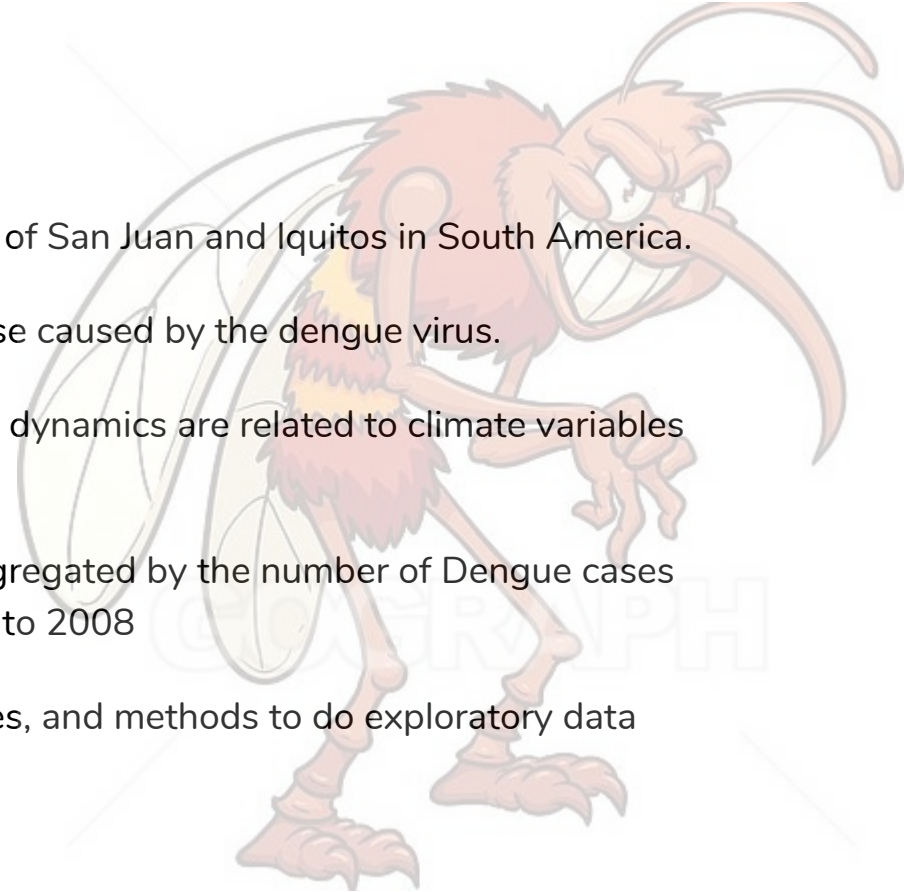 of San Juan and Iquitos in South America.
se caused by the dengue virus.
dynamics are related to climate variables
gregated by the number of Dengue cases
to 2008
es, and methods to do exploratory data
GOGRAPH